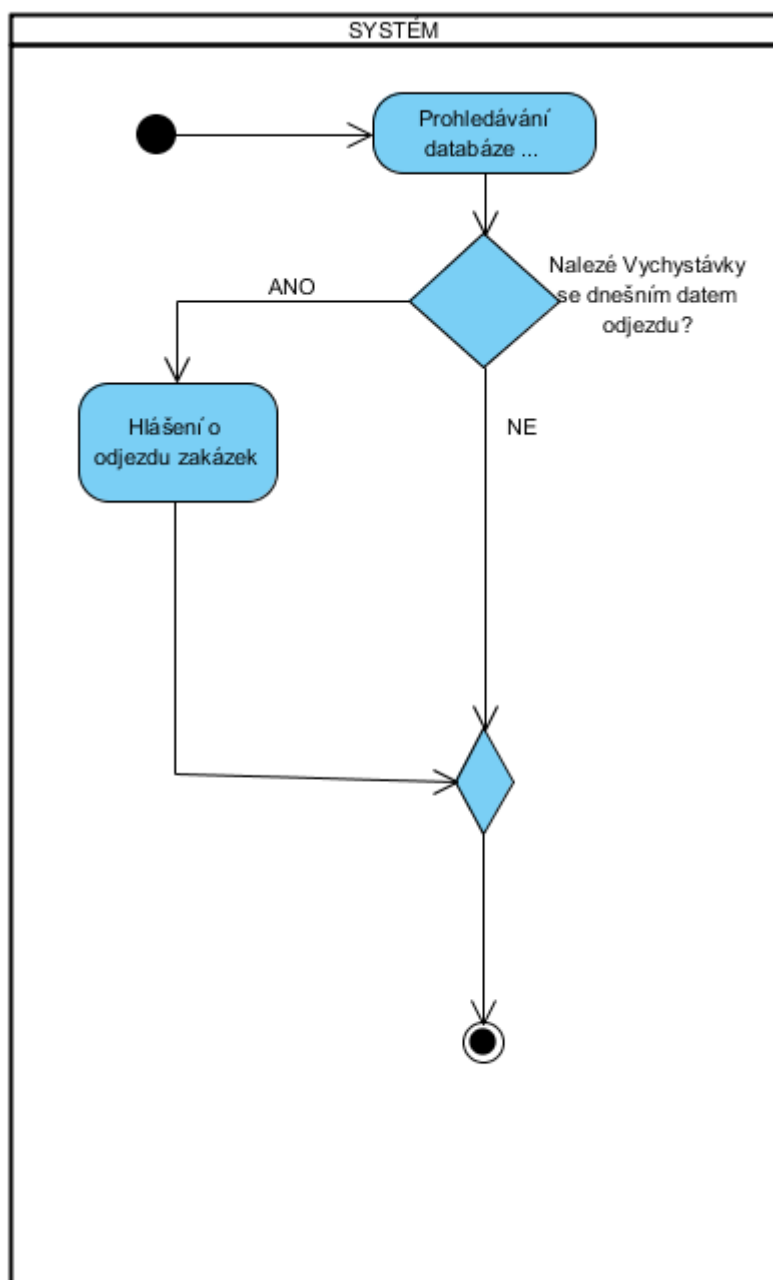 SYSTÉM
Prohledávání
databáze ...
Nalezé Vychystávky
se dnešním datem
odjezdu?
ANO
Hlášení o
odjezdu zakázek
NE